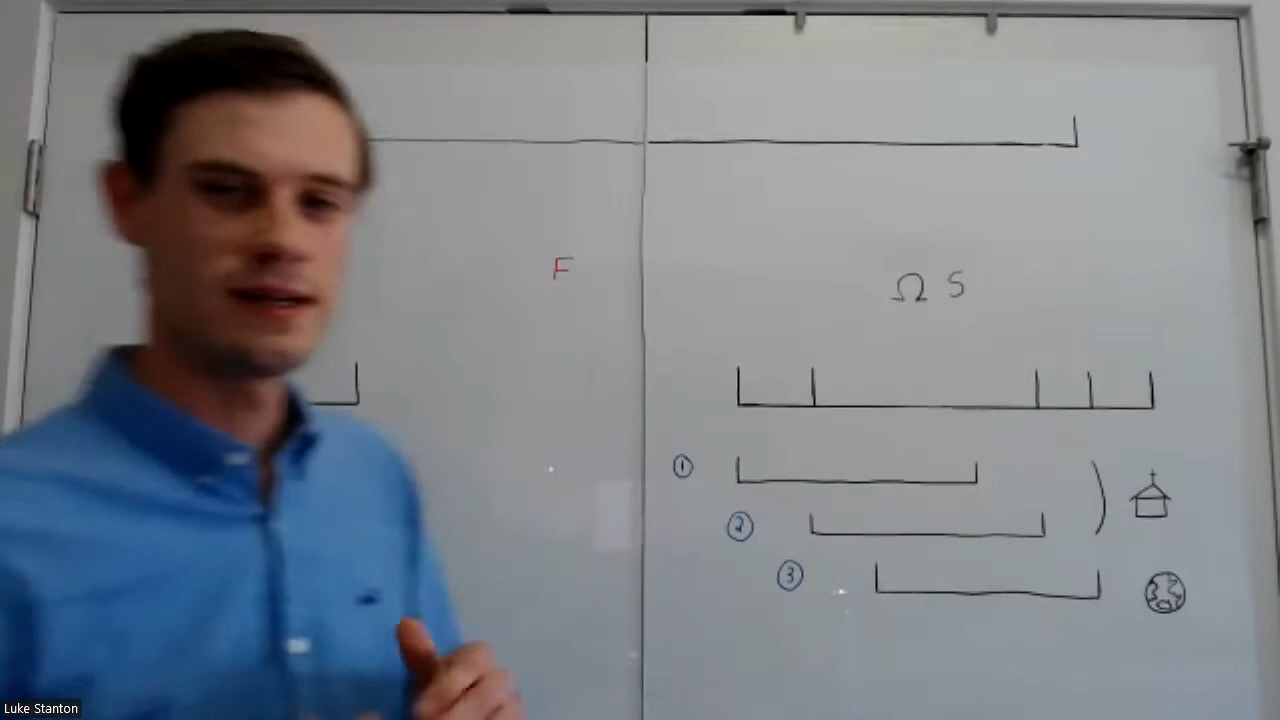 F
Ω S
①
②
③
Luke Stanton